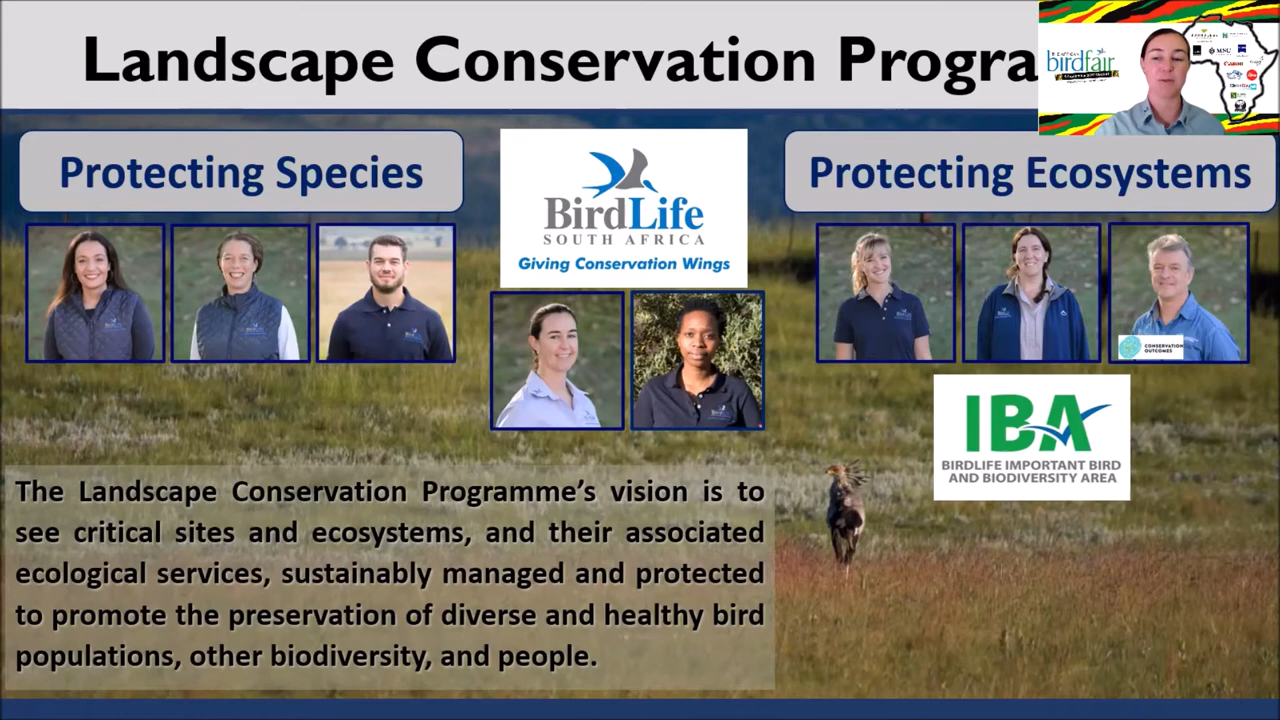 Landscape Conservation Progra
birdfair
MSU
Canon
Protecting Species
BirdLife
SOUTH AFRICA
Giving Conservation Wings
Protecting Ecosystems
CONSERVATION
OUTCOMES
IBA
BIRDLIFE IMPORTANT BIRD
AND BIODIVERSITY AREA
The Landscape Conservation Programme's vision is to
see critical sites and ecosystems, and their associated
ecological services, sustainably managed and protected
to promote the preservation of diverse and healthy bird
populations, other biodiversity, and people.